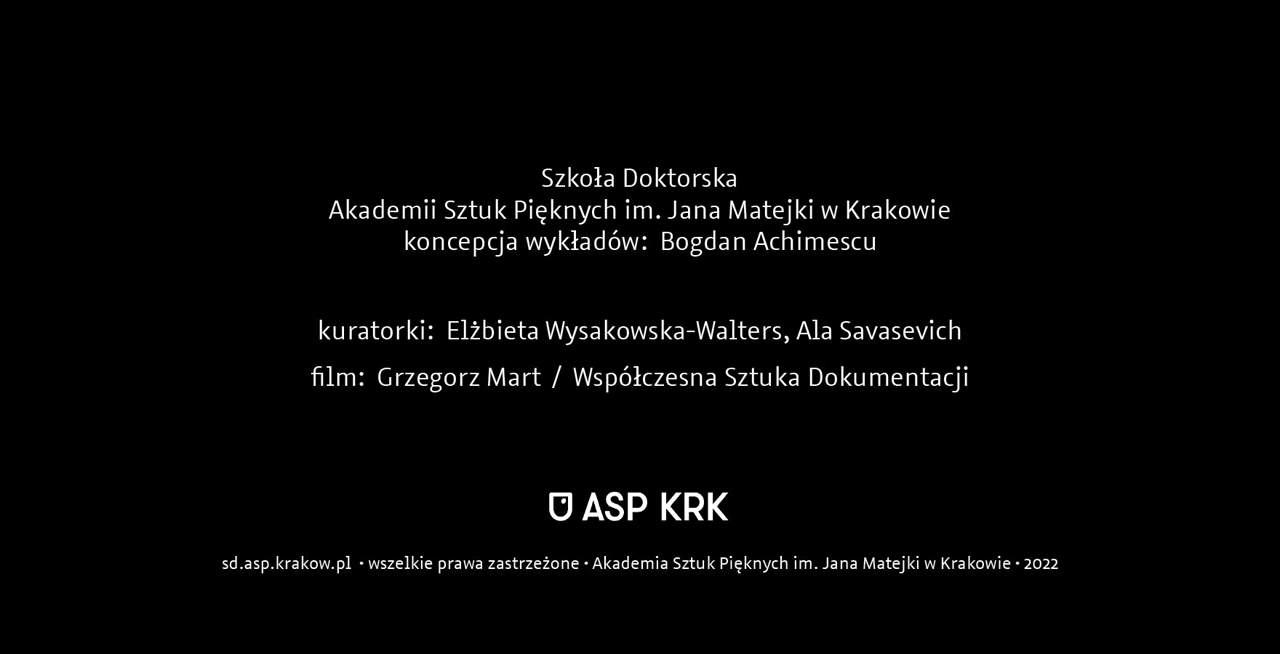 Szkoła Doktorska
Akademii Sztuk Pięknych im. Jana Matejki w Krakowie
koncepcja wykładów: Bogdan Achimescu
kuratorki: Elżbieta Wysakowska-Walters, Ala Savasevich
film: Grzegorz Mart / Współczesna Sztuka Dokumentacji
ASP KRK
sd.asp.krakow.pl • wszelkie prawa zastrzeżone • Akademia Sztuk Pięknych im. Jana Matejki w Krakowie • 2022